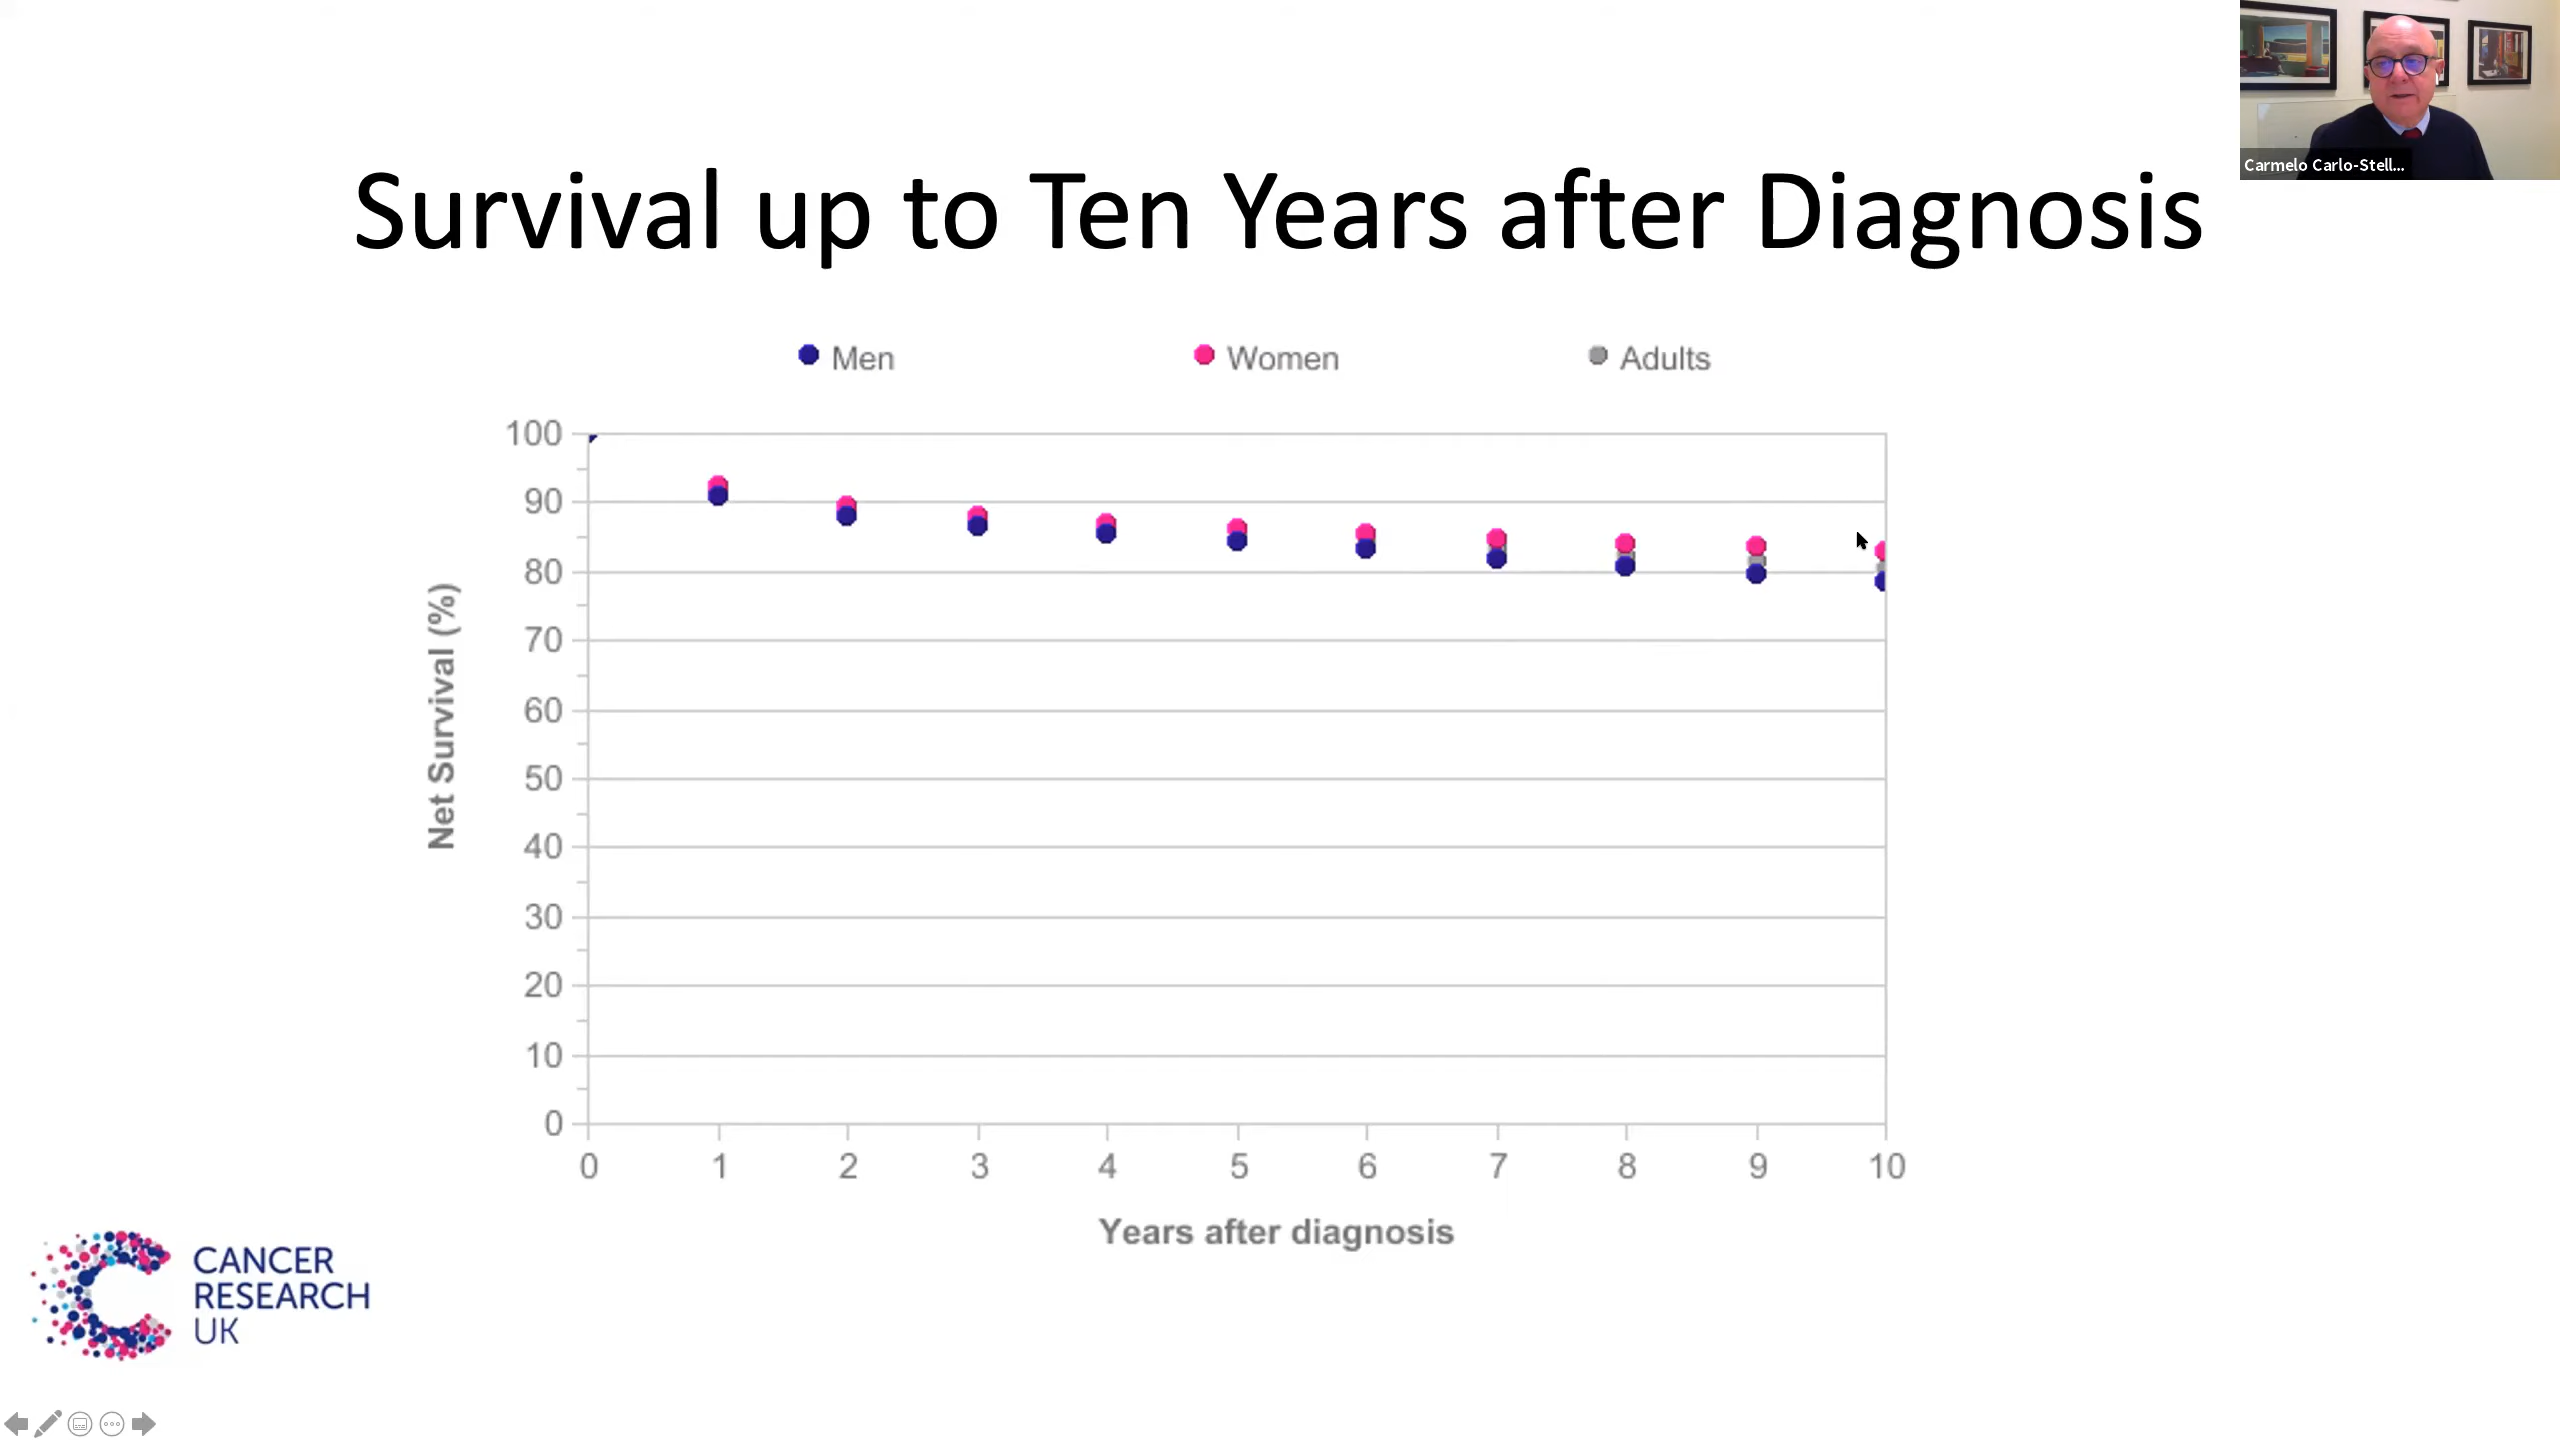 Carmelo Carlo-Stell...
Survival up to Ten Years after Diagnosis
Men Women Adults
100
90
80
70
60
50
40
30
20
10
0
Net Survival (%)
0 1 2 3 4 5 6 7 8 9 10
Years after diagnosis
CANCER
RESEARCH
UK